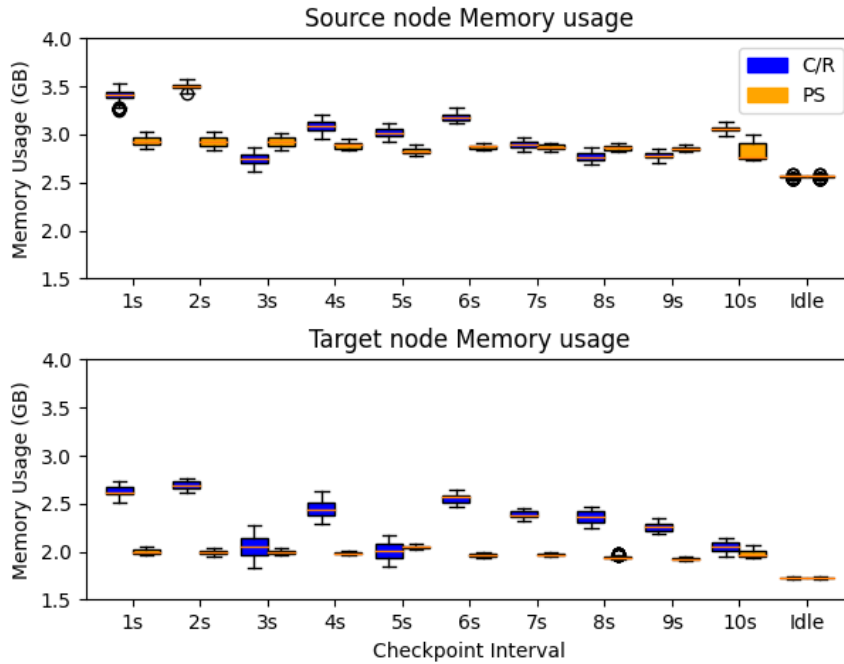 Source node Memory usage
Memory Usage (GB)
4.0
3.5
3.0
2.5
2.0
1.5
C/R
PS
1s 2s 3s 4s 5s 6s 7s 8s 9s 10s Idle
Target node Memory usage
Memory Usage (GB)
4.0
3.5
3.0
2.5
2.0
1.5
1s 2s 3s 4s 5s 6s 7s 8s 9s 10s Idle
Checkpoint Interval